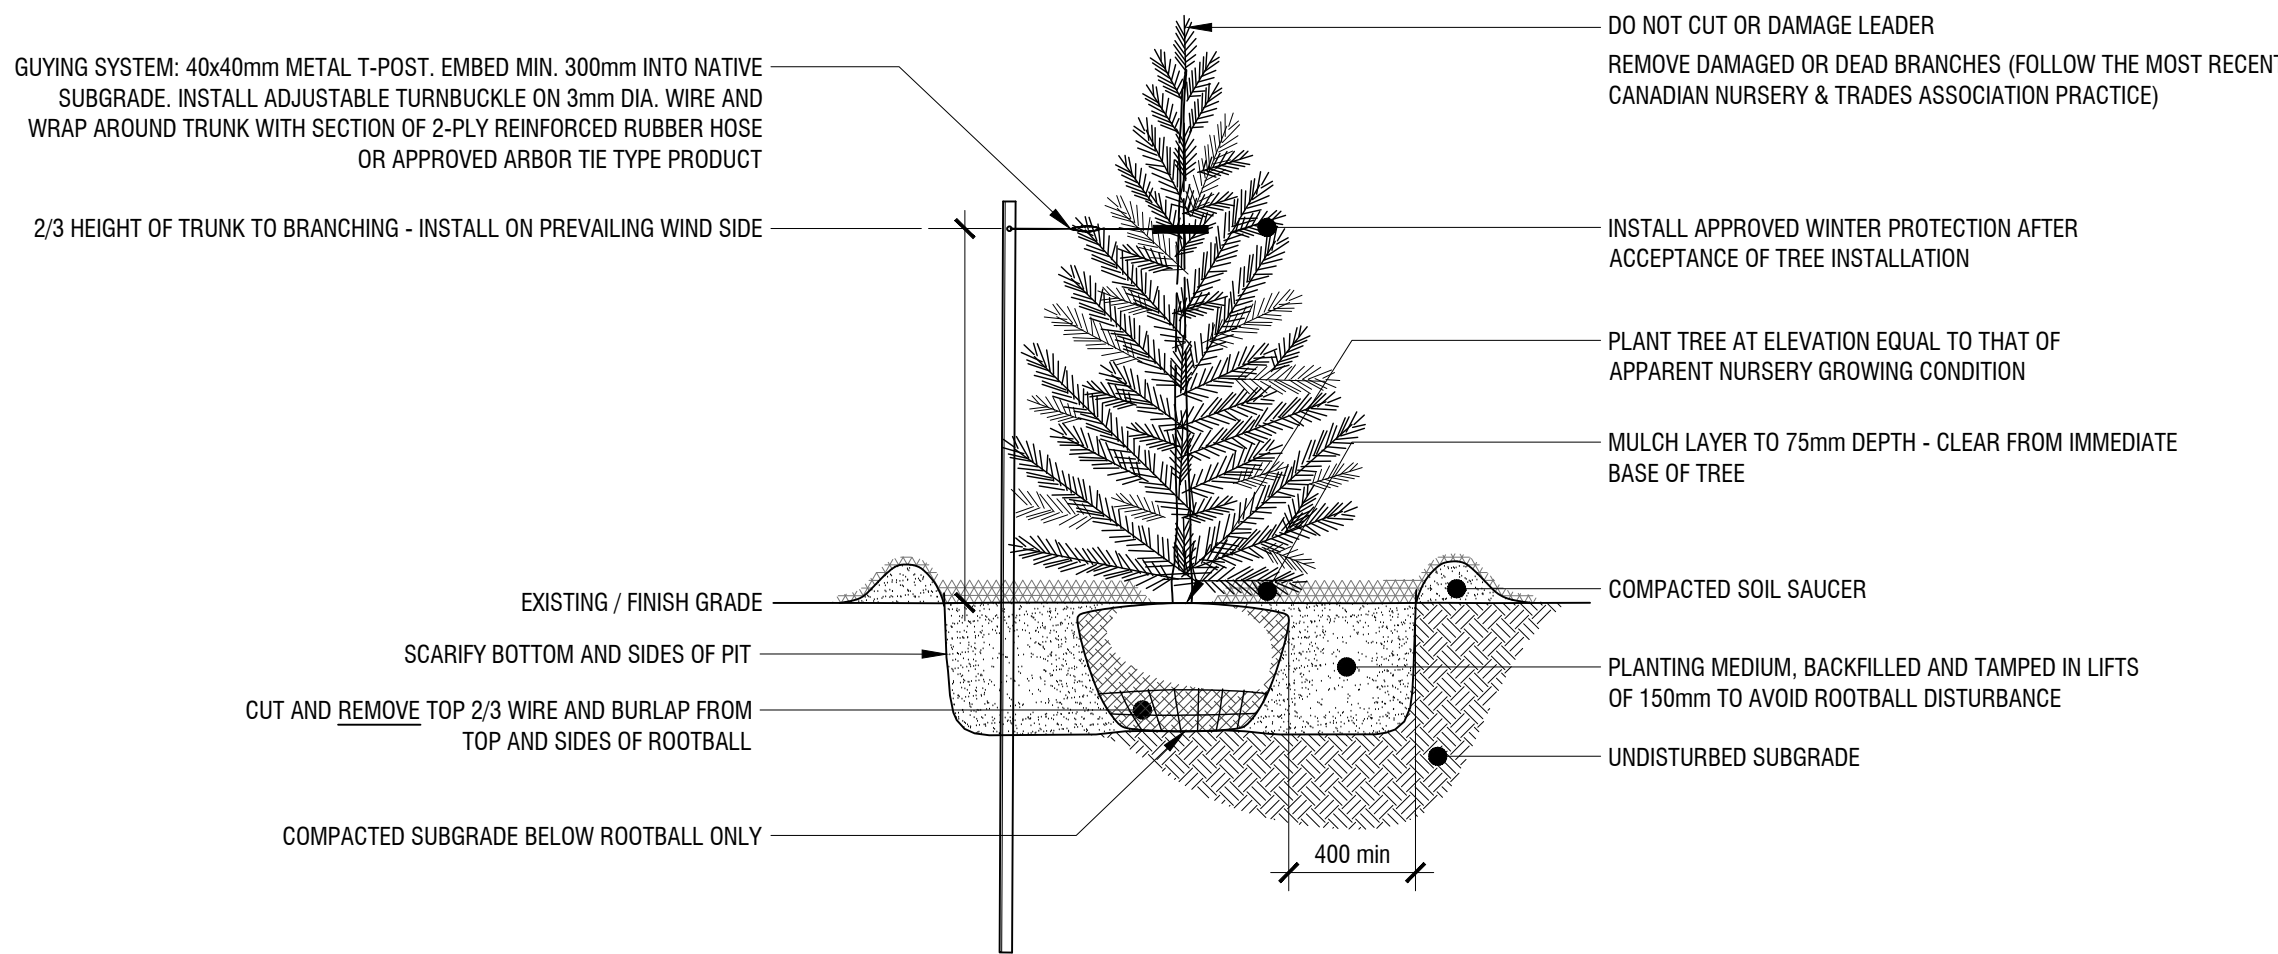 GUYING SYSTEM: 40x40mm METAL T-POST. EMBED MIN. 300mm INTO NATIVE
SUBGRADE. INSTALL ADJUSTABLE TURNBUCKLE ON 3mm DIA. WIRE AND
WRAP AROUND TRUNK WITH SECTION OF 2-PLY REINFORCED RUBBER HOSE
OR APPROVED ARBOR TIE TYPE PRODUCT
2/3 HEIGHT OF TRUNK TO BRANCHING - INSTALL ON PREVAILING WIND SIDE
EXISTING / FINISH GRADE
SCARIFY BOTTOM AND SIDES OF PIT
CUT AND REMOVE TOP 2/3 WIRE AND BURLAP FROM
TOP AND SIDES OF ROOTBALL
COMPACTED SUBGRADE BELOW ROOTBALL ONLY
DO NOT CUT OR DAMAGE LEADER
REMOVE DAMAGED OR DEAD BRANCHES (FOLLOW THE MOST RECENT
CANADIAN NURSERY & TRADES ASSOCIATION PRACTICE)
INSTALL APPROVED WINTER PROTECTION AFTER
ACCEPTANCE OF TREE INSTALLATION
PLANT TREE AT ELEVATION EQUAL TO THAT OF
APPARENT NURSERY GROWING CONDITION
MULCH LAYER TO 75mm DEPTH - CLEAR FROM IMMEDIATE
BASE OF TREE
COMPACTED SOIL SAUCER
PLANTING MEDIUM, BACKFILLED AND TAMPED IN LIFTS
OF 150mm TO AVOID ROOTBALL DISTURBANCE
UNDISTURBED SUBGRADE
400 min